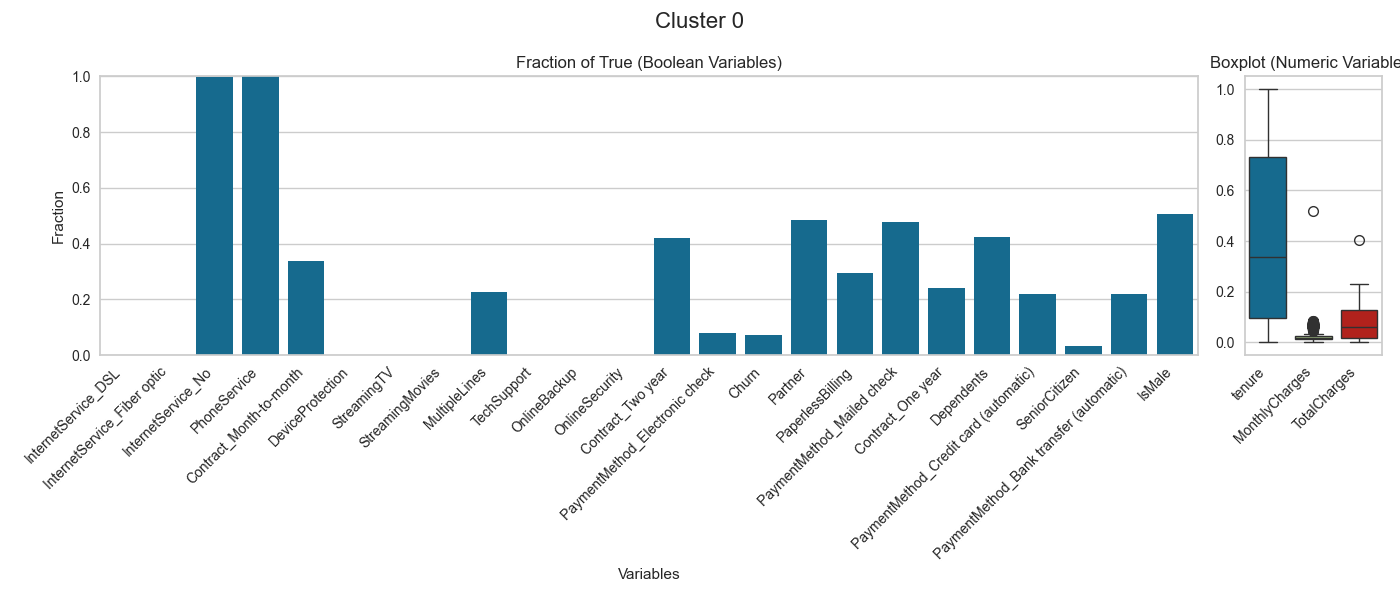 Cluster 0
Fraction of True (Boolean Variables)
1.0
0.8
0.6
0.4
0.2
0.0
Fraction
InternetService_DSL
InternetService_Fiber optic
InternetService_No
PhoneService
Contract_Month-to-month
DeviceProtection
StreamingTV
StreamingMovies
MultipleLines
TechSupport
OnlineBackup
OnlineSecurity
Contract_Two year
PaymentMethod_Electronic check
Churn
Partner
PaperlessBilling
PaymentMethod_Mailed check
Contract_One year
Dependents
PaymentMethod_Credit card (automatic)
SeniorCitizen
PaymentMethod_Bank transfer (automatic)
IsMale
Variables
Boxplot (Numeric Variable
1.0
0.8
0.6
0.4
0.2
0.0
tenure
MonthlyCharges
TotalCharges